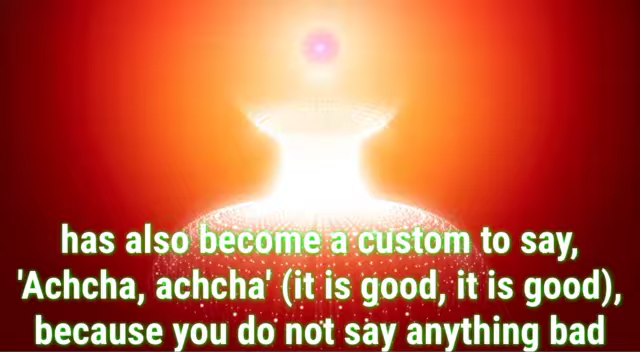 has also become a custom to say,
'Achcha, achcha' (it is good, it is good),
because you do not say anything bad